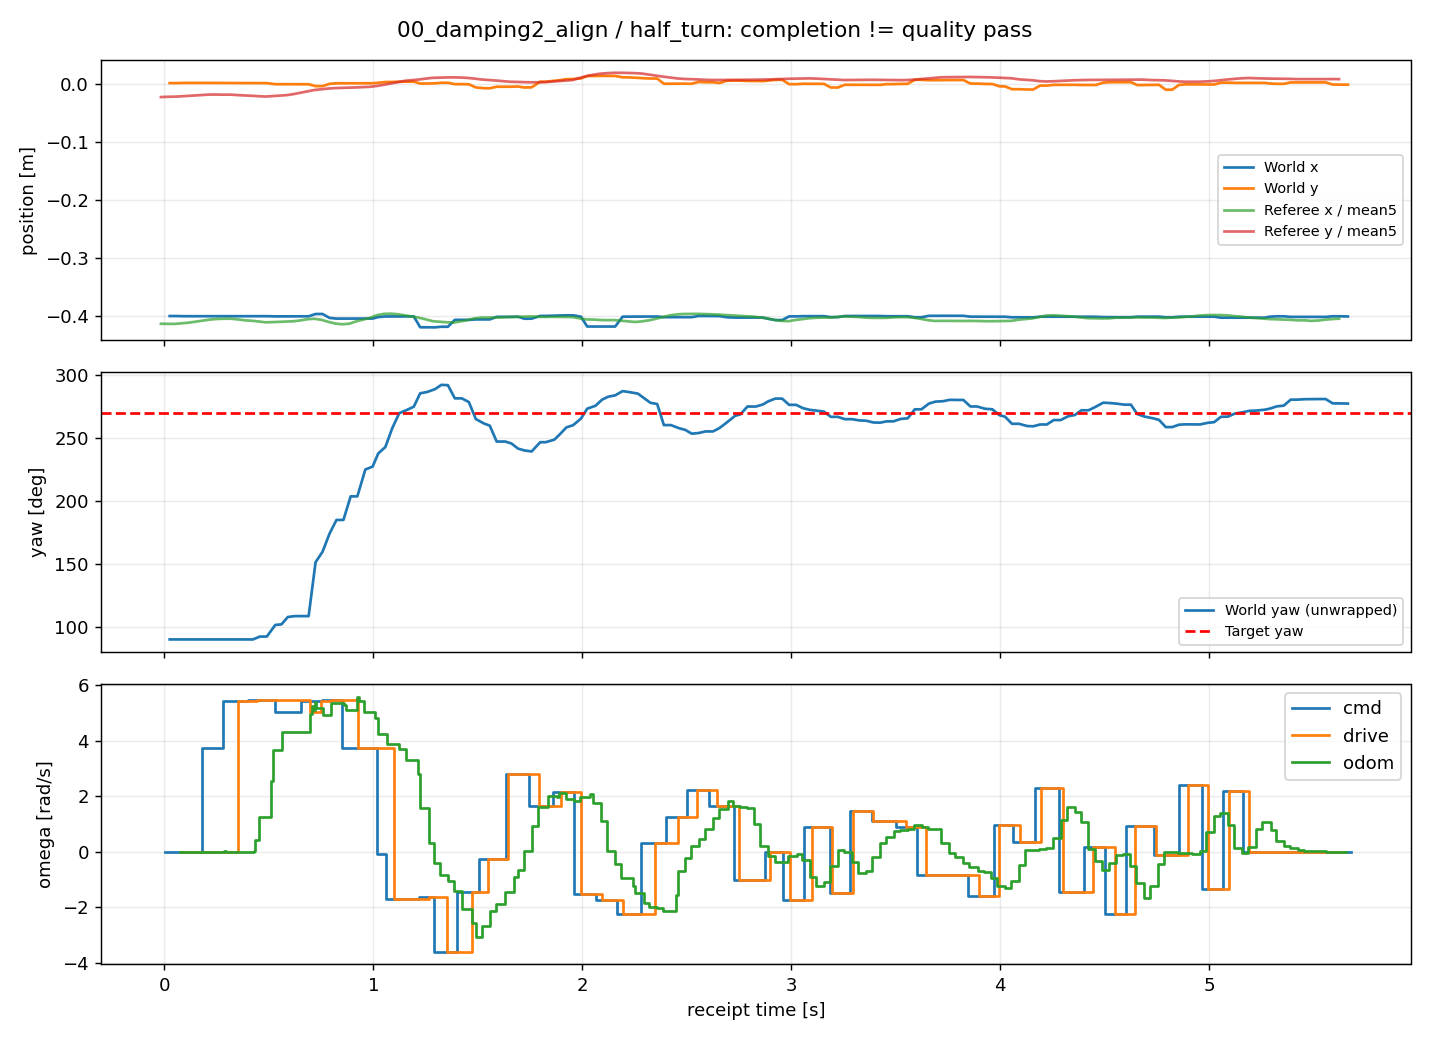 00_damping2_align / half_turn: completion != quality pass
0.0
−0.1
−0.2
−0.3
−0.4
position [m]
World x
World y
Referee x / mean5
Referee y / mean5
300
250
200
150
100
yaw [deg]
World yaw (unwrapped)
Target yaw
6
4
2
0
−2
−4
omega [rad/s]
cmd
drive
odom
0 1 2 3 4 5
receipt time [s]